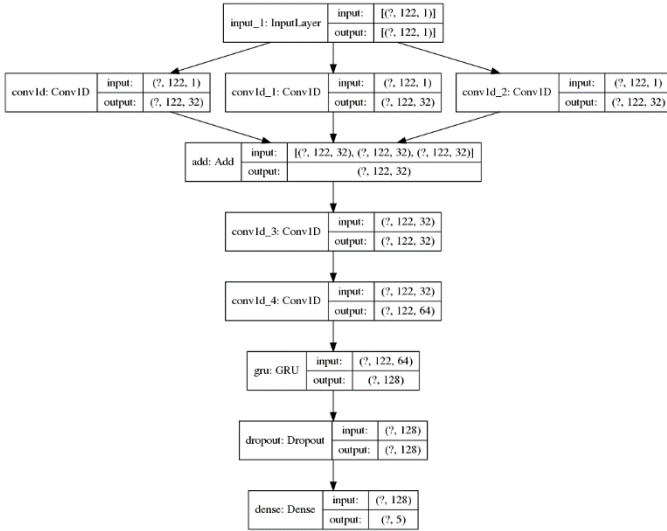 input_1: InputLayer
input: [(?, 122, 1)]
output: [(?, 122, 1)]
conv1d: Conv1D
input: (?, 122, 1)
output: (?, 122, 32)
conv1d_1: Conv1D
input: (?, 122, 1)
output: (?, 122, 32)
conv1d_2: Conv1D
input: (?, 122, 1)
output: (?, 122, 32)
add: Add
input: [(?, 122, 32), (?, 122, 32), (?, 122, 32)]
output: (?, 122, 32)
conv1d_3: Conv1D
input: (?, 122, 32)
output: (?, 122, 32)
conv1d_4: Conv1D
input: (?, 122, 32)
output: (?, 122, 64)
gru: GRU
input: (?, 122, 64)
output: (?, 128)
dropout: Dropout
input: (?, 128)
output: (?, 128)
dense: Dense
input: (?, 128)
output: (?, 5)